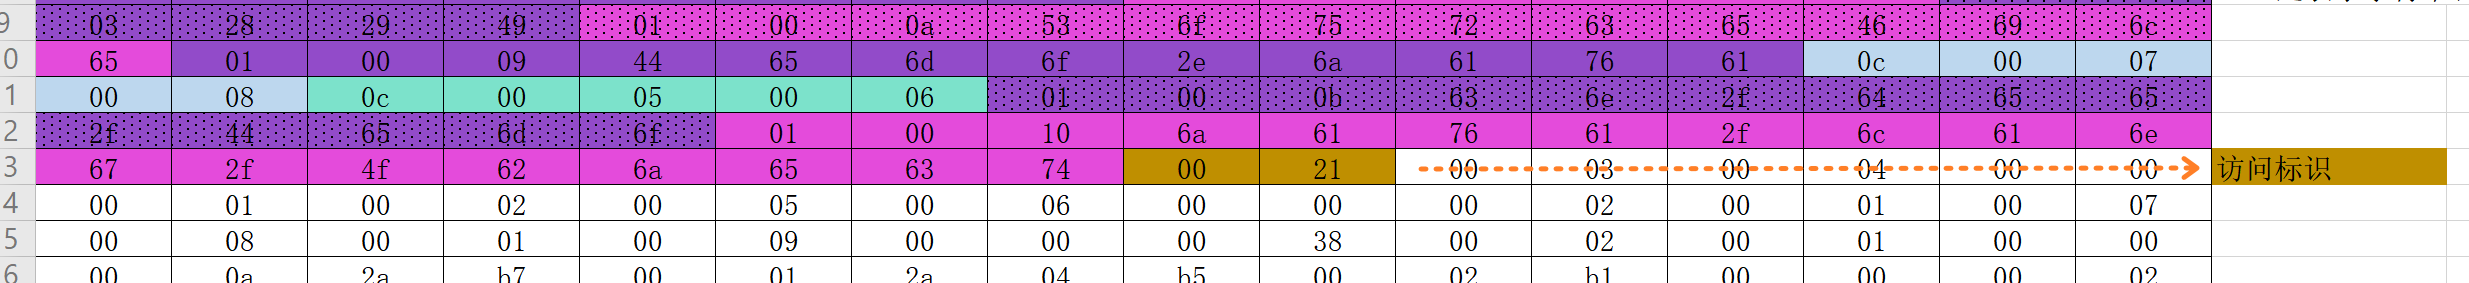 9 03 28 29 49 01 00 0a 53 6f 75 72 63 65 46 69 6c
0 65 01 00 09 44 65 6d 6f 2e 6a 61 76 61 0c 00 07
1 00 08 0c 00 05 00 06 01 00 0b 63 6e 2f 64 65 65
2 2f 44 65 6d 6f 01 00 10 6a 61 76 61 2f 6c 61 6e
3 67 2f 4f 62 6a 65 63 74 00 21 00 03 00 04 00 00 访问标识
4 00 01 00 02 00 05 00 06 00 00 00 02 00 01 00 07
5 00 08 00 01 00 09 00 00 00 38 00 02 00 01 00 00
6 00 0a 2a b7 00 01 2a 04 b5 00 02 b1 00 00 00 02